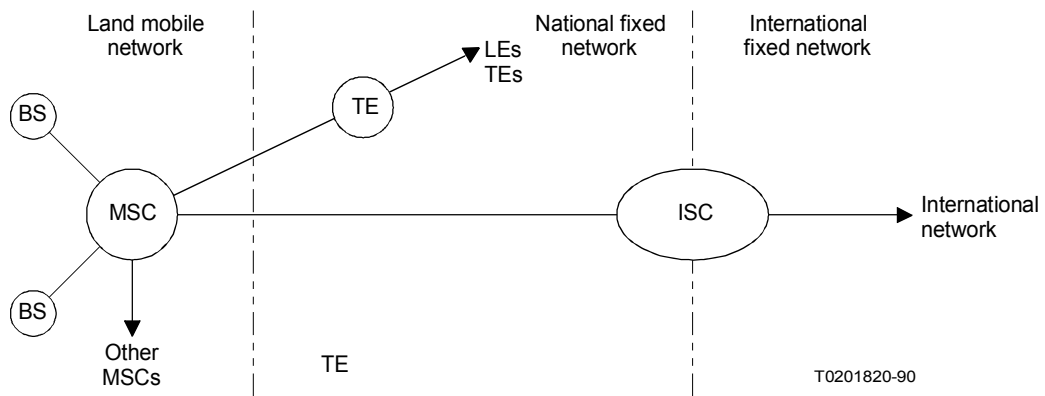 Land mobile
network
National fixed
network
International
fixed network
LEs
TEs
TE
BS
MSC
ISC
International
network
BS
Other
MSCs
TE
T0201820-90